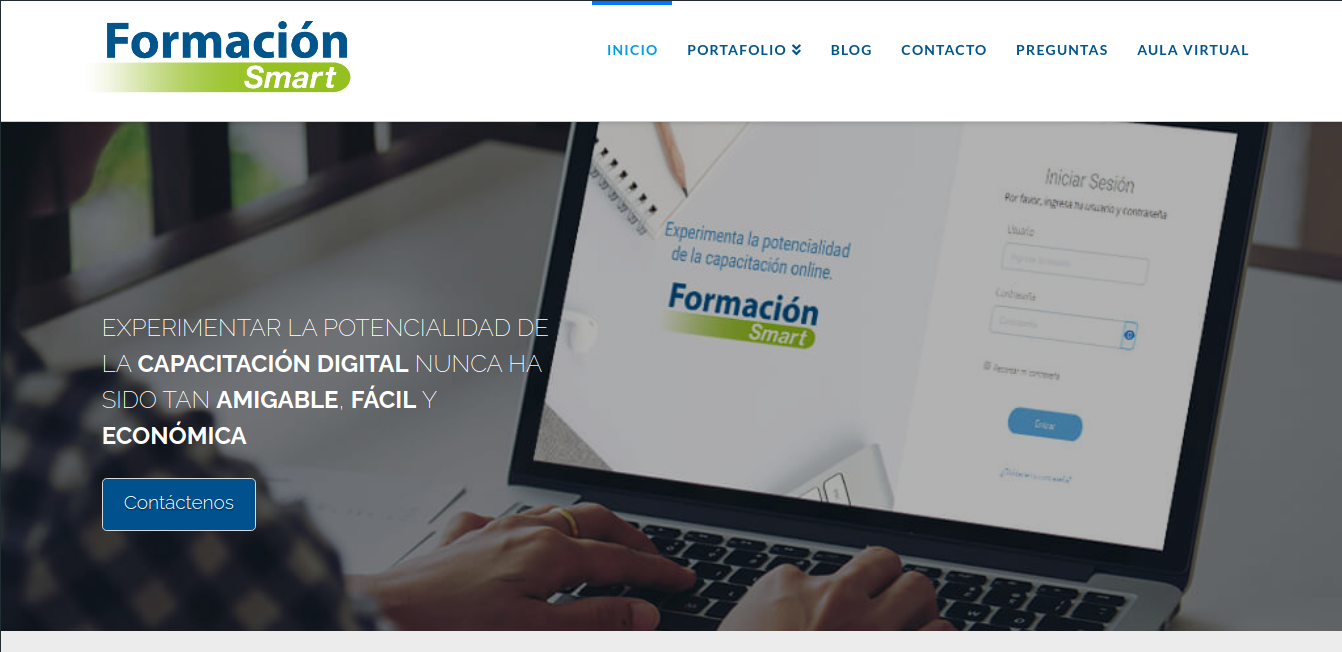 Formación
Smart
INICIO
PORTAFOLIO
BLOG
CONTACTO
PREGUNTAS
AULA VIRTUAL
Iniciar Sesión
Por favor, ingresa tu usuario y contraseña
Usuario
Contraseña
Recordar mi contraseña
Experimenta la potencialidad
de la capacitación online.
Formación
Smart
EXPERIMENTAR LA POTENCIALIDAD DE
LA CAPACITACIÓN DIGITAL NUNCA HA
SIDO TAN AMIGABLE, FÁCIL Y
ECONÓMICA
Contáctenos